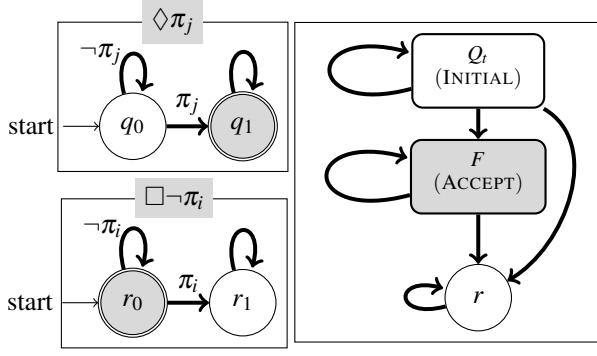 ◇π_j
¬π_j
π_j
start
q_0
q_1
□¬π_i
¬π_i
π_i
start
r_0
r_1
Q_t
(INITIAL)
F
(ACCEPT)
r